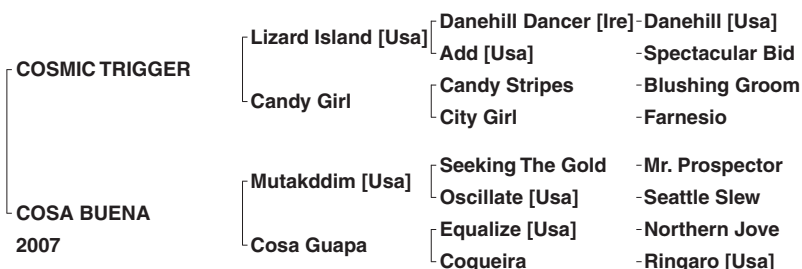 Danehill Dancer [Ire] - Danehill [Usa]
Lizard Island [Usa]
Add [Usa] - Spectacular Bid
COSMIC TRIGGER
Candy Stripes - Blushing Groom
Candy Girl
City Girl - Farnesio
Seeking The Gold - Mr. Prospector
Mutakddim [Usa]
Oscillate [Usa] - Seattle Slew
COSA BUENA
Equalize [Usa] - Northern Jove
2007
Cosa Guapa
Coqueira - Ringaro [Usa]